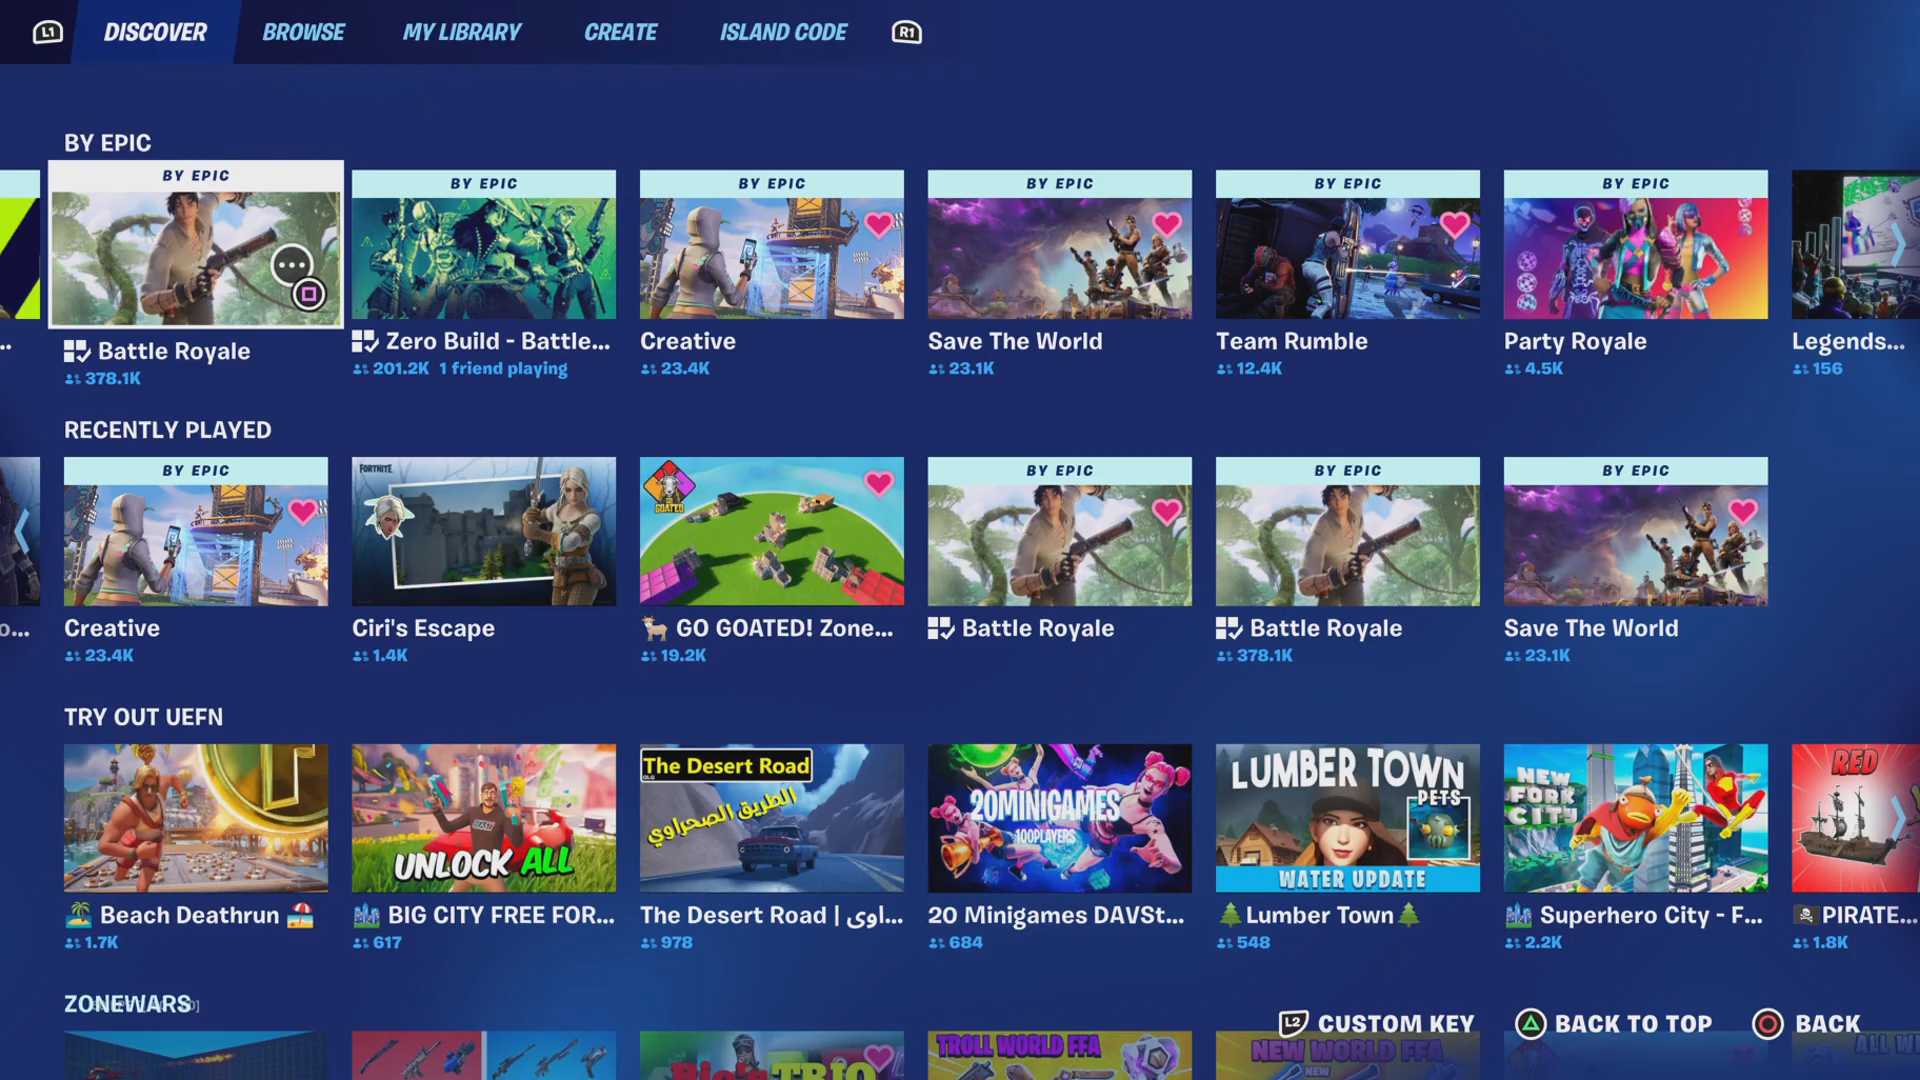 L1 DISCOVER BROWSE MY LIBRARY CREATE ISLAND CODE R1
BY EPIC
BY EPIC
BY EPIC
BY EPIC
BY EPIC
BY EPIC
BY EPIC
Battle Royale
378.1K
Zero Build - Battle...
201.2K 1 friend playing
Creative
23.4K
Save The World
23.1K
Team Rumble
12.4K
Party Royale
4.5K
Legends...
156
RECENTLY PLAYED
BY EPIC
FORTNITE
GOATED
BY EPIC
BY EPIC
BY EPIC
o...
Creative
23.4K
Ciri's Escape
1.4K
🐐 GO GOATED! Zone...
19.2K
Battle Royale
Battle Royale
378.1K
Save The World
23.1K
TRY OUT UEFN
UNLOCK ALL
The Desert Road
الطريق الصحراوي
20MINIGAMES
100PLAYERS
LUMBER TOWN
PETS
WATER UPDATE
NEW
FORK
CITY
RED
🏝️ Beach Deathrun 🏖️
1.7K
🏙️ BIG CITY FREE FOR...
617
The Desert Road | اوى...
978
20 Minigames DAVSt...
684
🌲Lumber Town🌲
548
🏙️ Superhero City - F...
2.2K
🏴‍☠️PIRATE...
1.8K
ZONEWARS
L2 CUSTOM KEY
BACK TO TOP
BACK
TRIO
TROLL WORLD FFA
NEW WORLD FFA
NEW